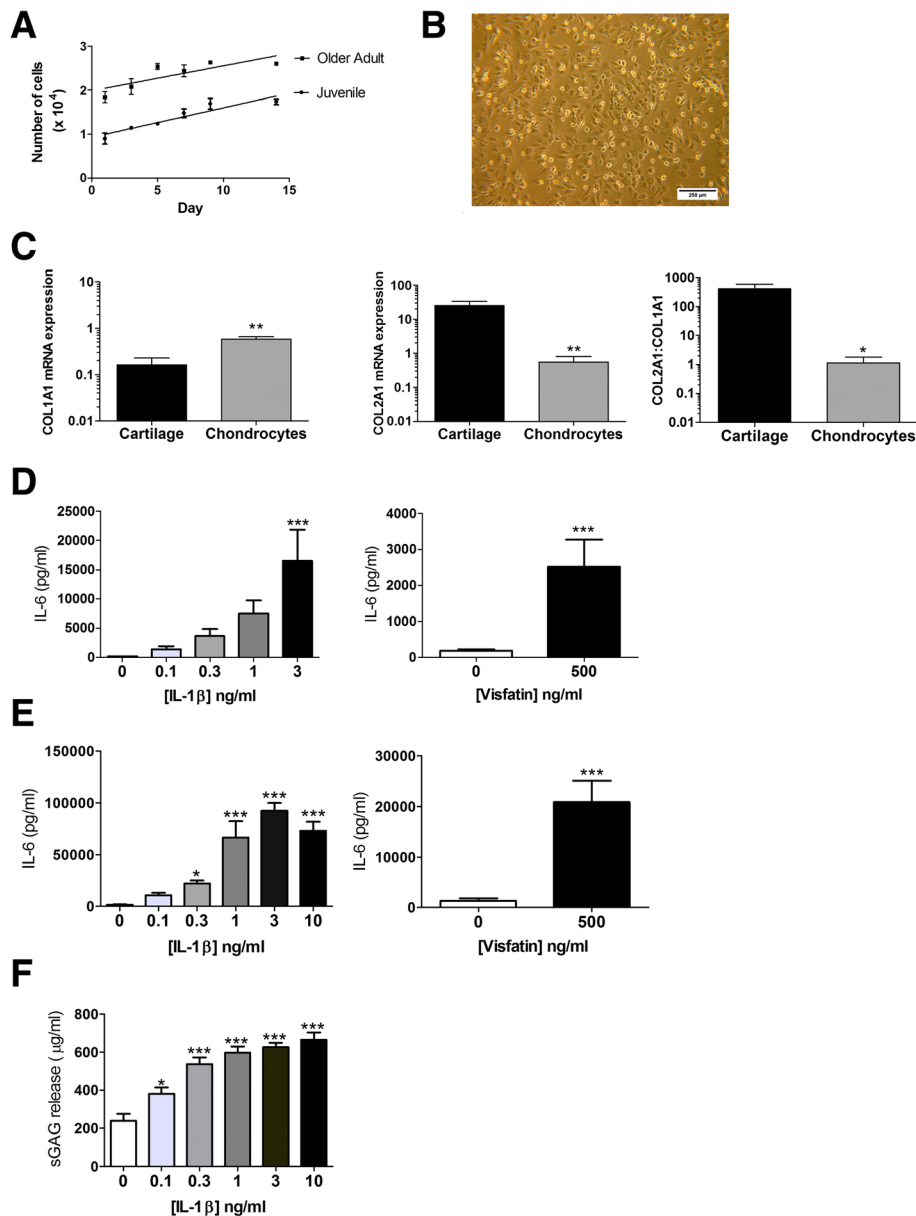 A
Number of cells
(x 10⁻⁴)
3
2
1
0
0
5
10
15
Day
Older Adult
Juvenile
B
250 µm
C
COL1A1 mRNA expression
10
1
0.1
0.01
**
Cartilage
Chondrocytes
COL2A1 mRNA expression
100
10
1
0.1
0.01
**
Cartilage
Chondrocytes
COL2A1:COL1A1
1000
100
10
1
0.1
0.01
*
Cartilage
Chondrocytes
D
IL-6 (pg/ml)
25000
20000
15000
10000
5000
0
***
0 0.1 0.3 1 3
[IL-1β] ng/ml
IL-6 (pg/ml)
4000
3000
2000
1000
0
***
0 500
[Visfatin] ng/ml
E
IL-6 (pg/ml)
150000
100000
50000
0
* *** *** ***
0 0.1 0.3 1 3 10
[IL-1β] ng/ml
IL-6 (pg/ml)
30000
20000
10000
0
***
0 500
[Visfatin] ng/ml
F
sGAG release ( µg/ml)
800
600
400
200
0
* *** *** *** ***
0 0.1 0.3 1 3 10
[IL-1β] ng/ml